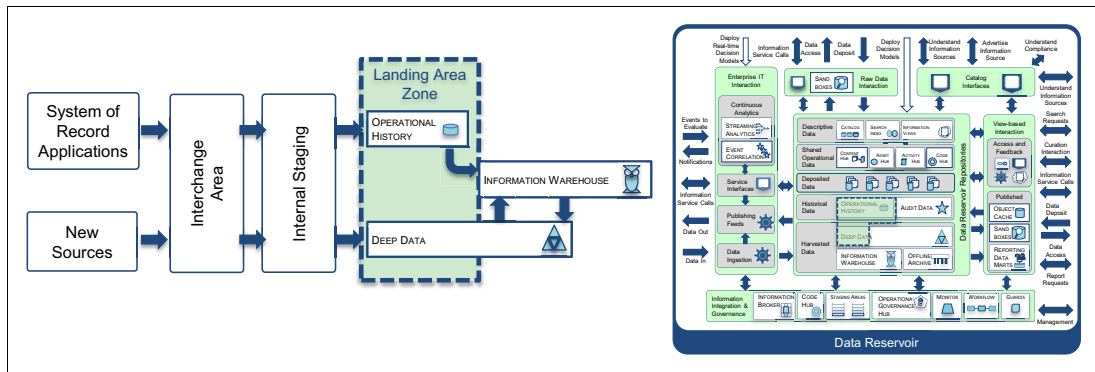 System of
Record
Applications
New
Sources
Interchange
Area
Internal Staging
Landing Area
Zone
OPERATIONAL
HISTORY
INFORMATION WAREHOUSE
DEEP DATA
Deploy
Real-time
Decision
Models
Information
Service Calls
Data
Access
Data
Deposit
Deploy
Decision
Models
Understand
Information
Sources
Advertise
Information
Source
Understand
Compliance
Enterprise IT
Interaction
Continuous
Analytics
STREAMING
ANALYTICS
EVENT
CORRELATION
Service
Interfaces
Publishing
Feeds
Data
Ingestion
Events to
Evaluate
Notifications
Information
Service Calls
Data Out
Data In
SAND
BOXES
Raw Data
Interaction
Catalog
Interfaces
Descriptive
Data
CATALOG
SEARCH
INDEX
INFORMATION
VIEWS
Shared
Operational
Data
CONTENT
HUB
ASSET
HUB
ACTIVITY
HUB
CODE
HUB
Deposited
Data
Historical
Data
OPERATIONAL
HISTORY
AUDIT DATA
Harvested
Data
DEEP DATA
INFORMATION
WAREHOUSE
OFFLINE
ARCHIVE
Data Reservoir Repositories
View-based
Interaction
Access and
Feedback
Published
OBJECT
CACHE
SAND
BOXES
REPORTING
DATA
MARTS
Understand
Information
Sources
Search
Requests
Curation
Interaction
Information
Service Calls
Data
Deposit
Data
Access
Report
Requests
Management
Information
Integration &
Governance
INFORMATION
BROKER
CODE
HUB
STAGING AREAS
OPERATIONAL
GOVERNANCE
HUB
MONITOR
WORKFLOW
GUARDS
Data Reservoir